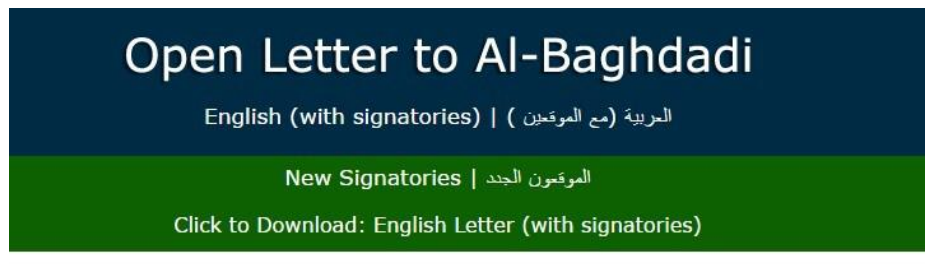 Open Letter to Al-Baghdadi
English (with signatories) | العربية (مع الموقعين )
New Signatories | الموقعون الجدد
Click to Download: English Letter (with signatories)